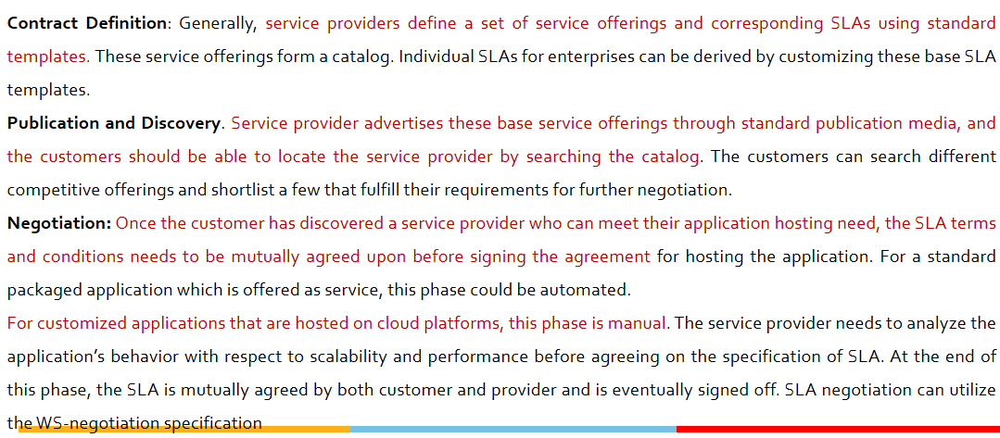 Contract Definition: Generally, service providers define a set of service offerings and corresponding SLAs using standard
templates. These service offerings form a catalog. Individual SLAs for enterprises can be derived by customizing these base SLA
templates.
Publication and Discovery. Service provider advertises these base service offerings through standard publication media, and
the customers should be able to locate the service provider by searching the catalog. The customers can search different
competitive offerings and shortlist a few that fulfill their requirements for further negotiation.
Negotiation: Once the customer has discovered a service provider who can meet their application hosting need, the SLA terms
and conditions needs to be mutually agreed upon before signing the agreement for hosting the application. For a standard
packaged application which is offered as service, this phase could be automated.
For customized applications that are hosted on cloud platforms, this phase is manual. The service provider needs to analyze the
application’s behavior with respect to scalability and performance before agreeing on the specification of SLA. At the end of
this phase, the SLA is mutually agreed by both customer and provider and is eventually signed off. SLA negotiation can utilize
the WS-negotiation specification